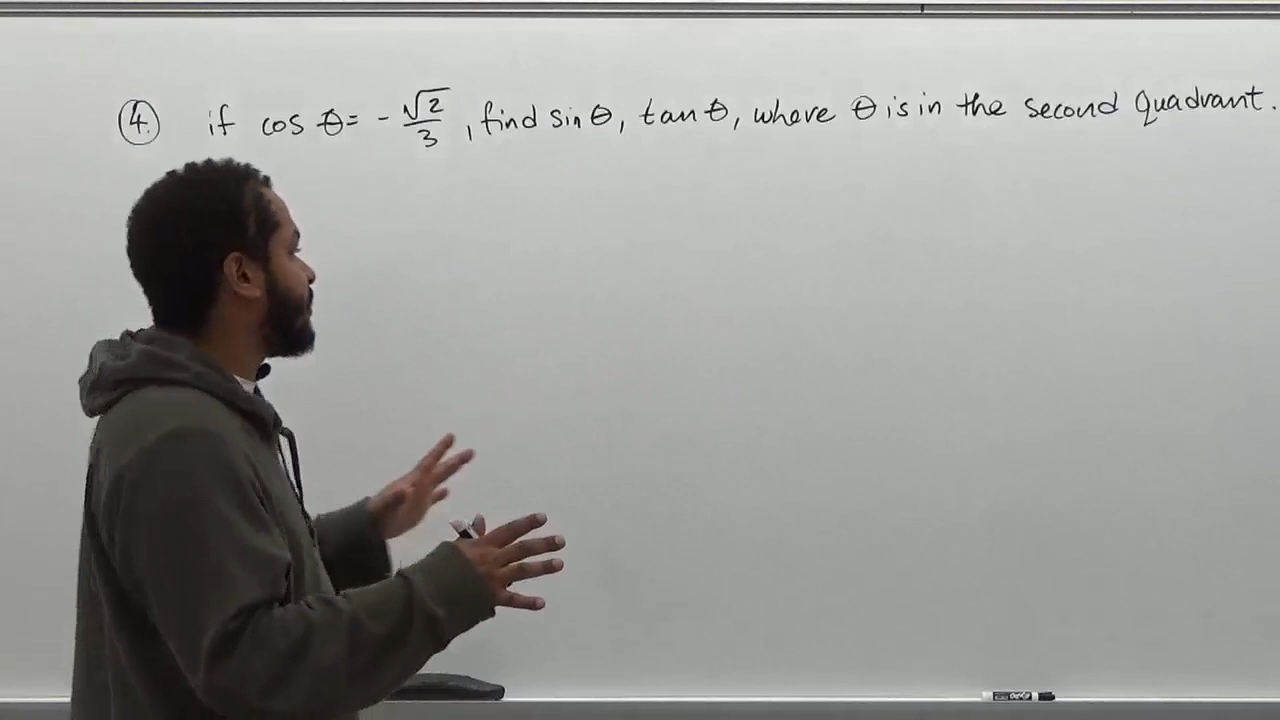 ④ if cos θ = -√2/3, find sin θ, tan θ, where θ is in the second Quadrant.